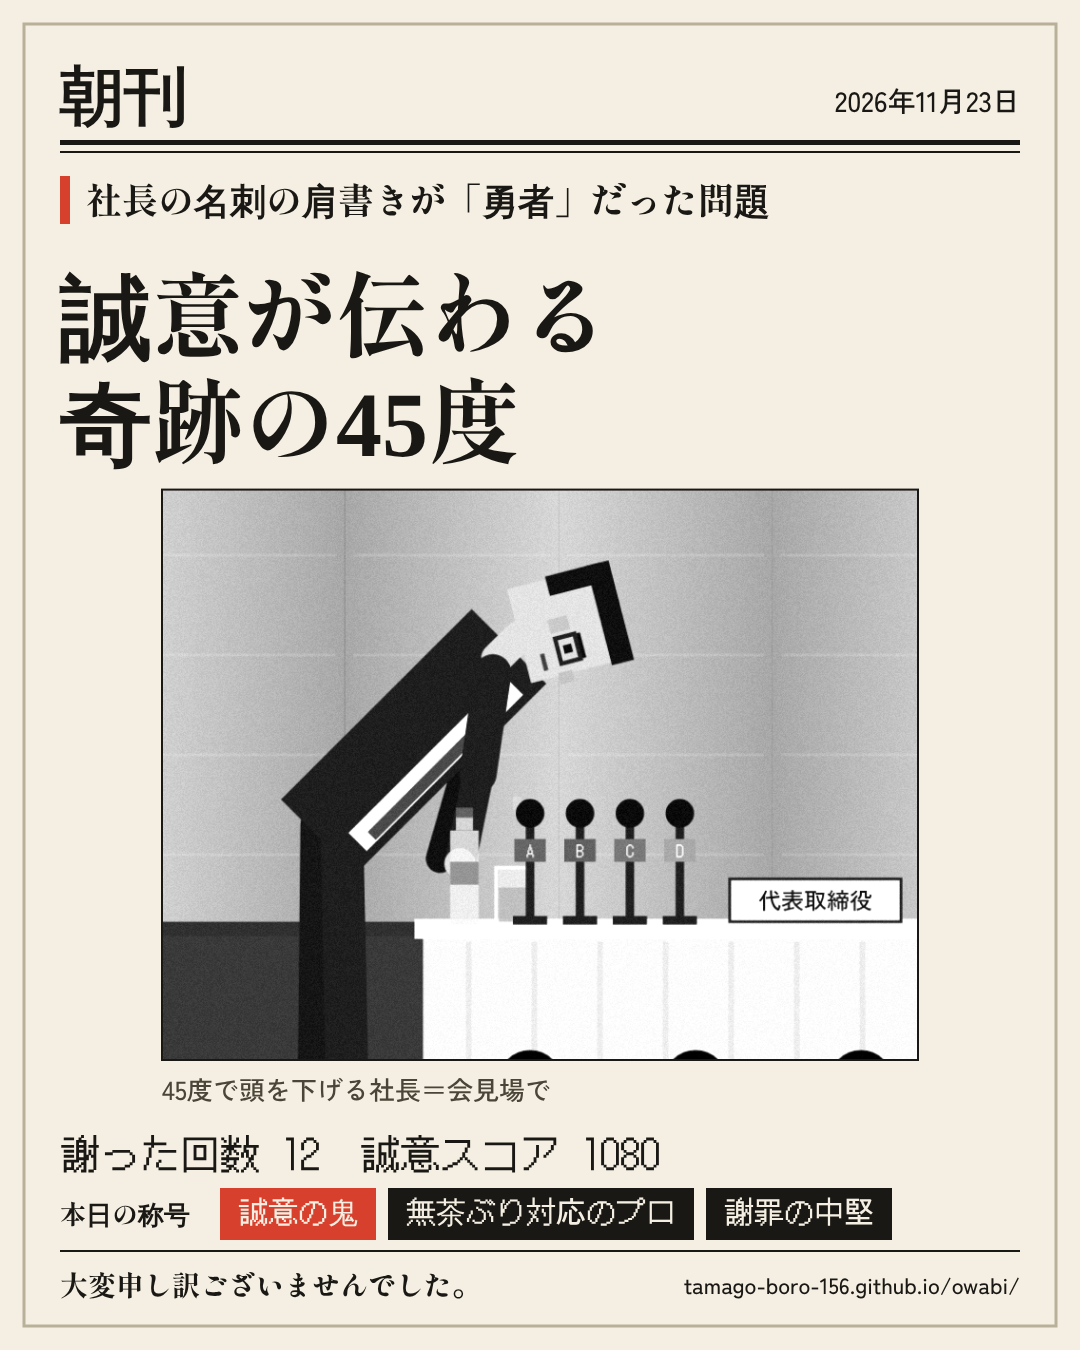 朝刊
2026年11月23日
社長の名刺の肩書きが「勇者」だった問題
誠意が伝わる
奇跡の45度
A B C D
代表取締役
45度で頭を下げる社長＝会見場で
謝った回数 12 誠意スコア 1080
本日の称号 誠意の鬼 無茶ぶり対応のプロ 謝罪の中堅
大変申し訳ございませんでした。
tamago-boro-156.github.io/owabi/